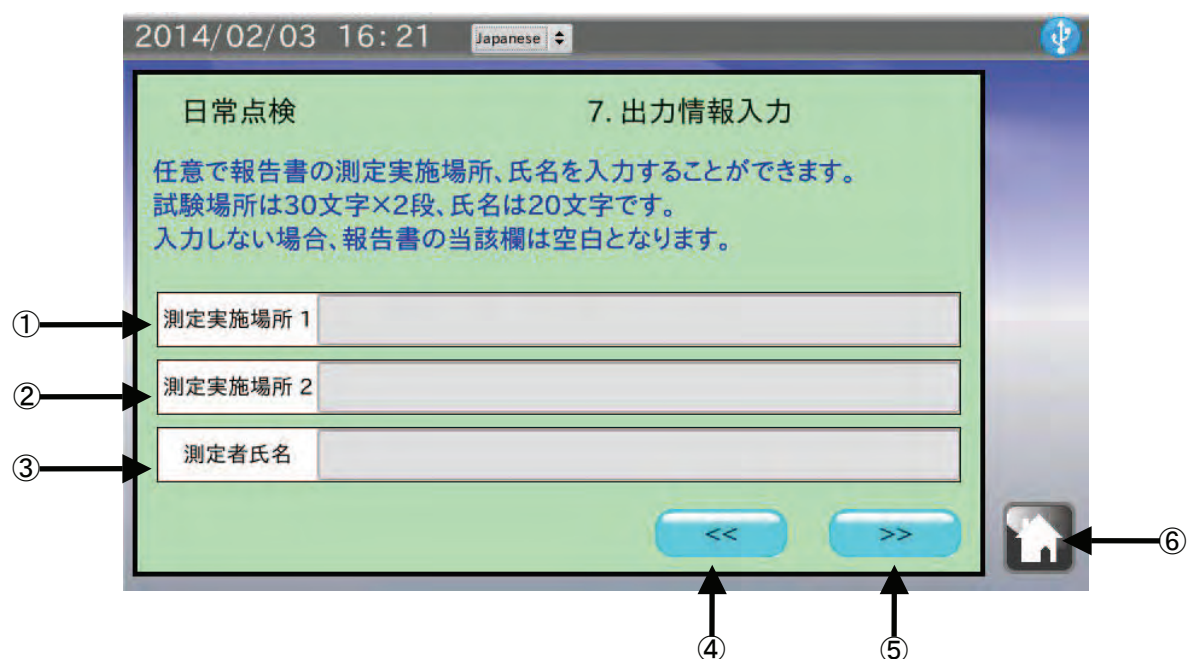 2014/02/03 16:21 Japanese
日常点検 7. 出力情報入力
任意で報告書の測定実施場所、氏名を入力することができます。
試験場所は30文字×2段、氏名は20文字です。
入力しない場合、報告書の当該欄は空白となります。
① 測定実施場所 1
② 測定実施場所 2
③ 測定者氏名
<< >>
⑥
④ ⑤